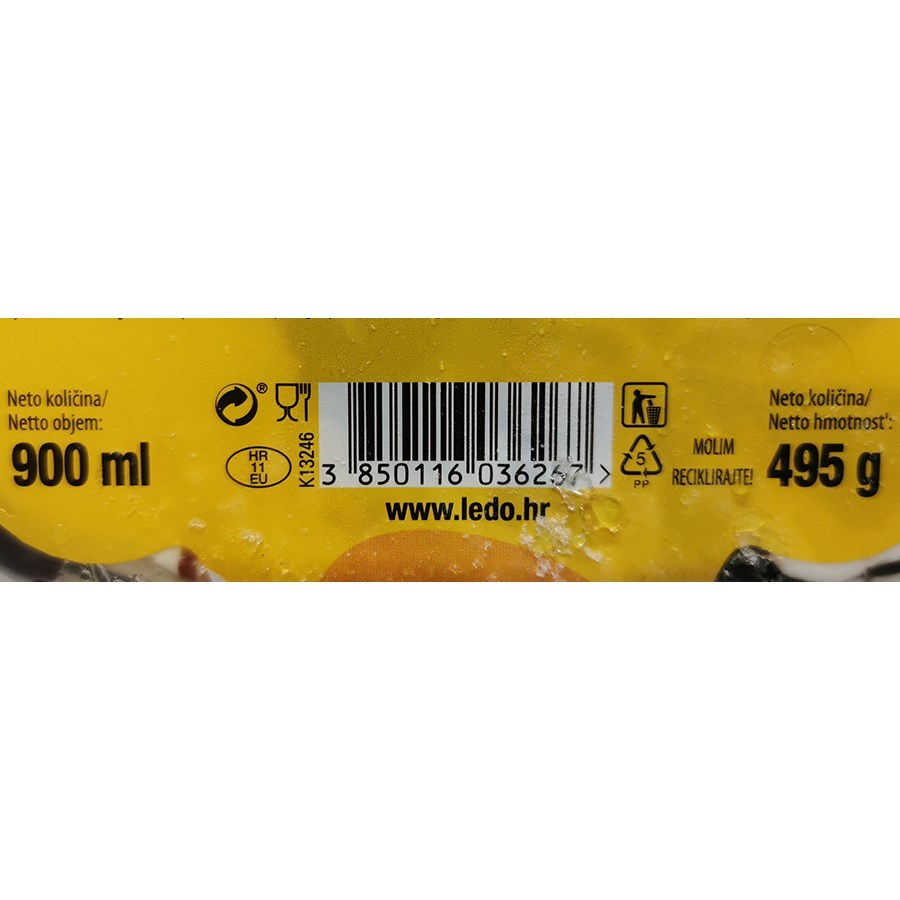 Neto količina/
Netto objem:
900 ml
®
HR
11
EU
K13246
3 850116 036267 >
www.ledo.hr
5
PP
MOLIM
RECIKLIRAJTE!
Neto količina/
Netto hmotnosť:
495 g